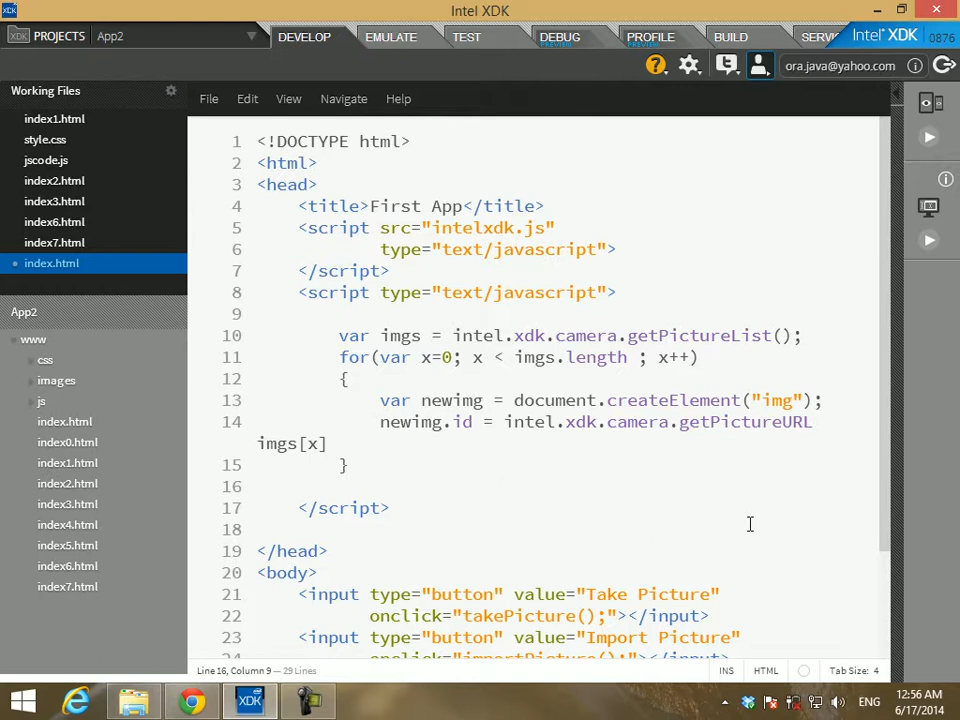 Intel XDK
XDK PROJECTS App2 DEVELOP EMULATE TEST DEBUG PREVIEW PROFILE PREVIEW BUILD SERV Intel® XDK 0876
ora.java@yahoo.com
Working Files
index1.html
style.css
jscode.js
index2.html
index3.html
index6.html
index7.html
index.html
App2
www
css
images
js
index.html
index0.html
index1.html
index2.html
index3.html
index4.html
index5.html
index6.html
index7.html
File Edit View Navigate Help
1 <!DOCTYPE html>
2 <html>
3 <head>
4 <title>First App</title>
5 <script src="intelxdk.js"
6 type="text/javascript">
7 </script>
8 <script type="text/javascript">
9
10 var imgs = intel.xdk.camera.getPictureList();
11 for(var x=0; x < imgs.length ; x++)
12 {
13 var newimg = document.createElement("img");
14 newimg.id = intel.xdk.camera.getPictureURL
imgs[x]
15 }
16
17 </script>
18
19 </head>
20 <body>
21 <input type="button" value="Take Picture"
22 onclick="takePicture();"></input>
23 <input type="button" value="Import Picture"
24 onclick="importPicture();"></input>
Line 16, Column 9 — 29 Lines INS HTML Tab Size: 4
XDK ENG 12:56 AM
6/17/2014